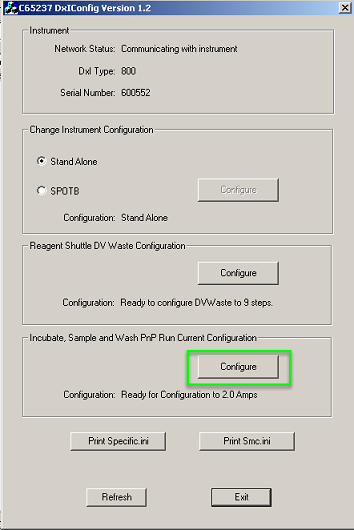 C65237 DxIConfig Version 1.2
Instrument
Network Status: Communicating with instrument
DxI Type: 800
Serial Number: 600552
Change Instrument Configuration
Stand Alone
SPOTB
Configure
Configuration: Stand Alone
Reagent Shuttle DV Waste Configuration
Configure
Configuration: Ready to configure DVWaste to 9 steps.
Incubate, Sample and Wash PnP Run Current Configuration
Configure
Configuration: Ready for Configuration to 2.0 Amps
Print Specific.ini
Print Smc.ini
Refresh
Exit